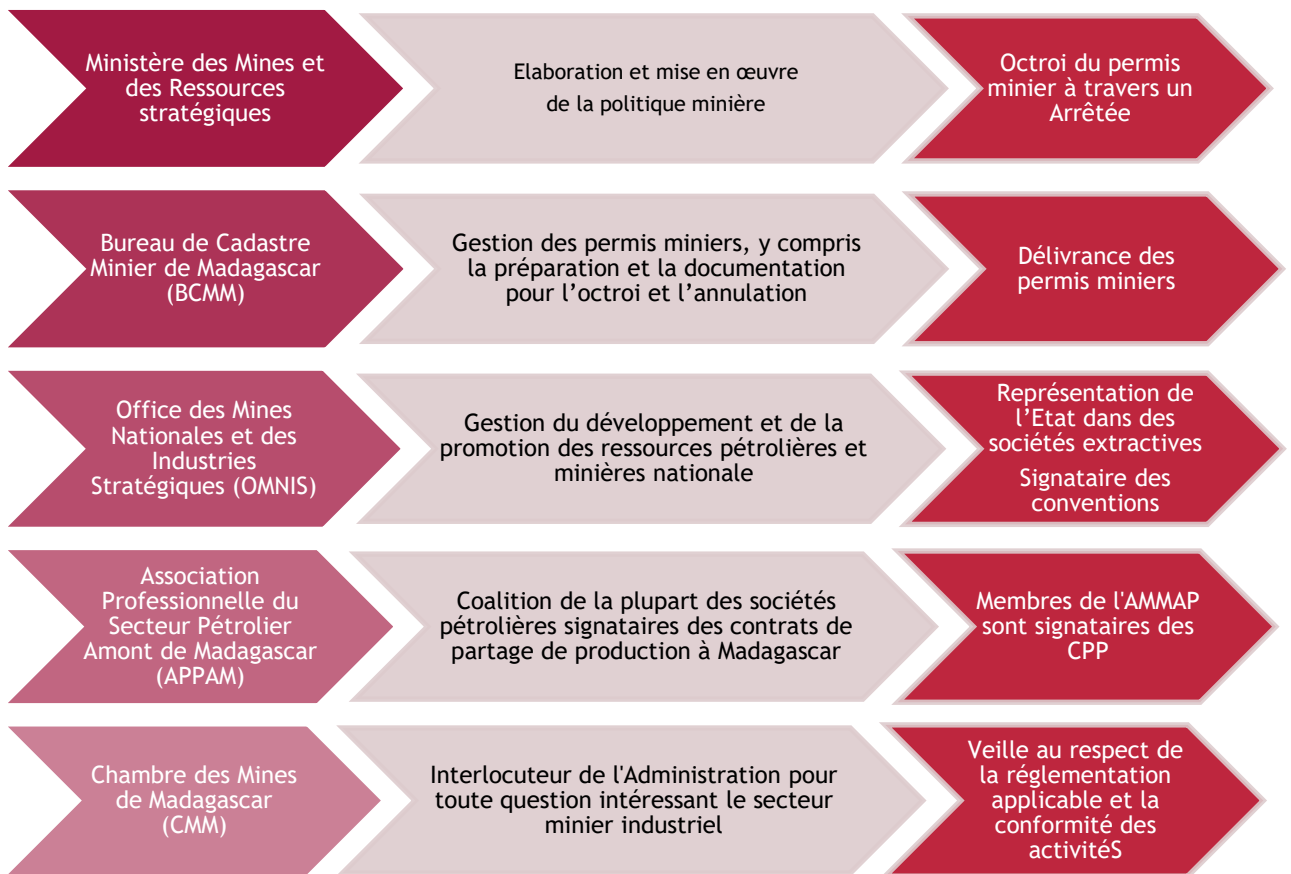 Ministère des Mines et
des Ressources
stratégiques
Elaboration et mise en œuvre
de la politique minière
Octroi du permis
minier à travers un
Arrêtée
Bureau de Cadastre
Minier de Madagascar
(BCMM)
Gestion des permis miniers, y compris
la préparation et la documentation
pour l’octroi et l’annulation
Délivrance des
permis miniers
Office des Mines
Nationales et des
Industries
Stratégiques (OMNIS)
Gestion du développement et de la
promotion des ressources pétrolières et
minières nationale
Représentation de
l’Etat dans des
sociétés extractives
Signataire des
conventions
Association
Professionnelle du
Secteur Pétrolier
Amont de Madagascar
(APPAM)
Coalition de la plupart des sociétés
pétrolières signataires des contrats de
partage de production à Madagascar
Membres de l'AMMAP
sont signataires des
CPP
Chambre des Mines
de Madagascar
(CMM)
Interlocuteur de l'Administration pour
toute question intéressant le secteur
minier industriel
Veille au respect de
la réglementation
applicable et la
conformité des
activitéS